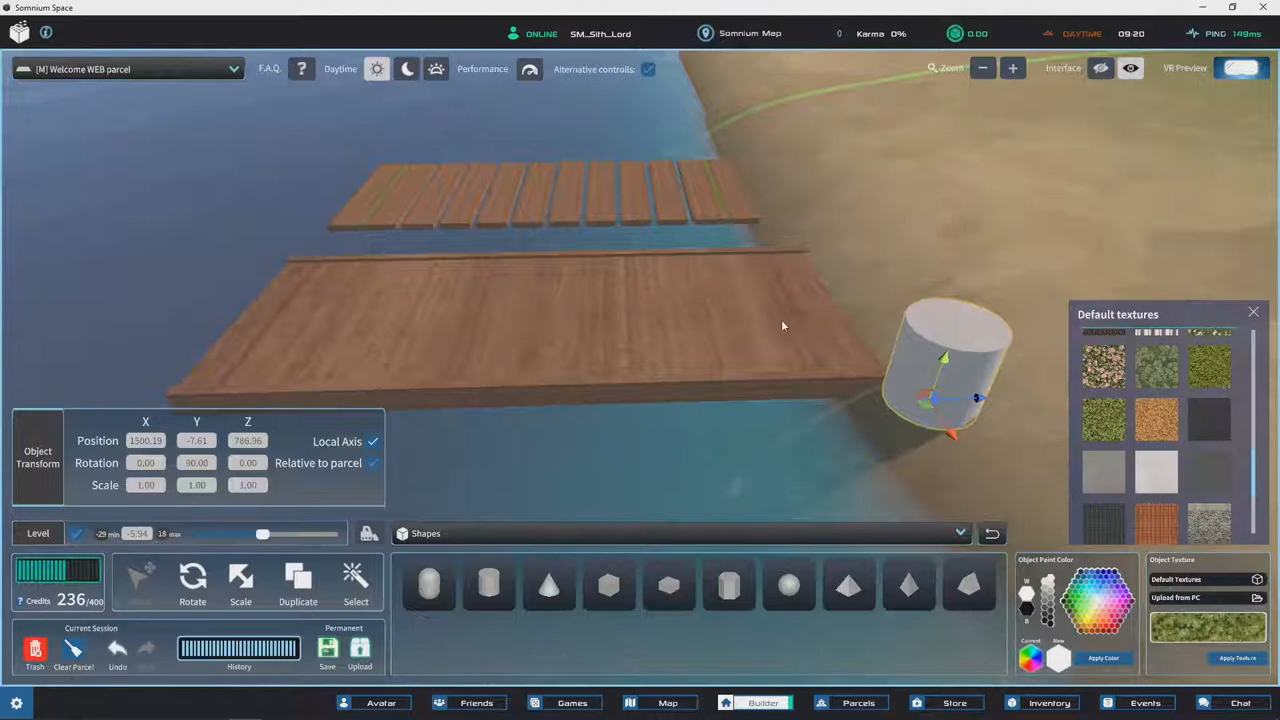 Somnium Space
ONLINE SM_Sith_Lord Somnium Map 0 Karma 0% 0.00 DAYTIME 09:20 PING 149ms
[M] Welcome WEB parcel F.A.Q. ? Daytime Performance Alternative controlls: Zoom Interface VR Preview
Default textures
X Y Z
Object Transform
Position 1500.19 -7.61 786.96 Local Axis
Rotation 0.00 90.00 0.00 Relative to parcel
Scale 1.00 1.00 1.00
Level -29 min -5.94 18 max Shapes
? Credits 236/400
Rotate Scale Duplicate Select
Object Paint Color
W
B
Current New
Apply Color
Object Texture
Default Textures
Upload from PC
Apply Texture
Current Session Permanent
Trash Clear Parcel Undo History Save Upload
Avatar Friends Games Map Builder Parcels Store Inventory Events Chat